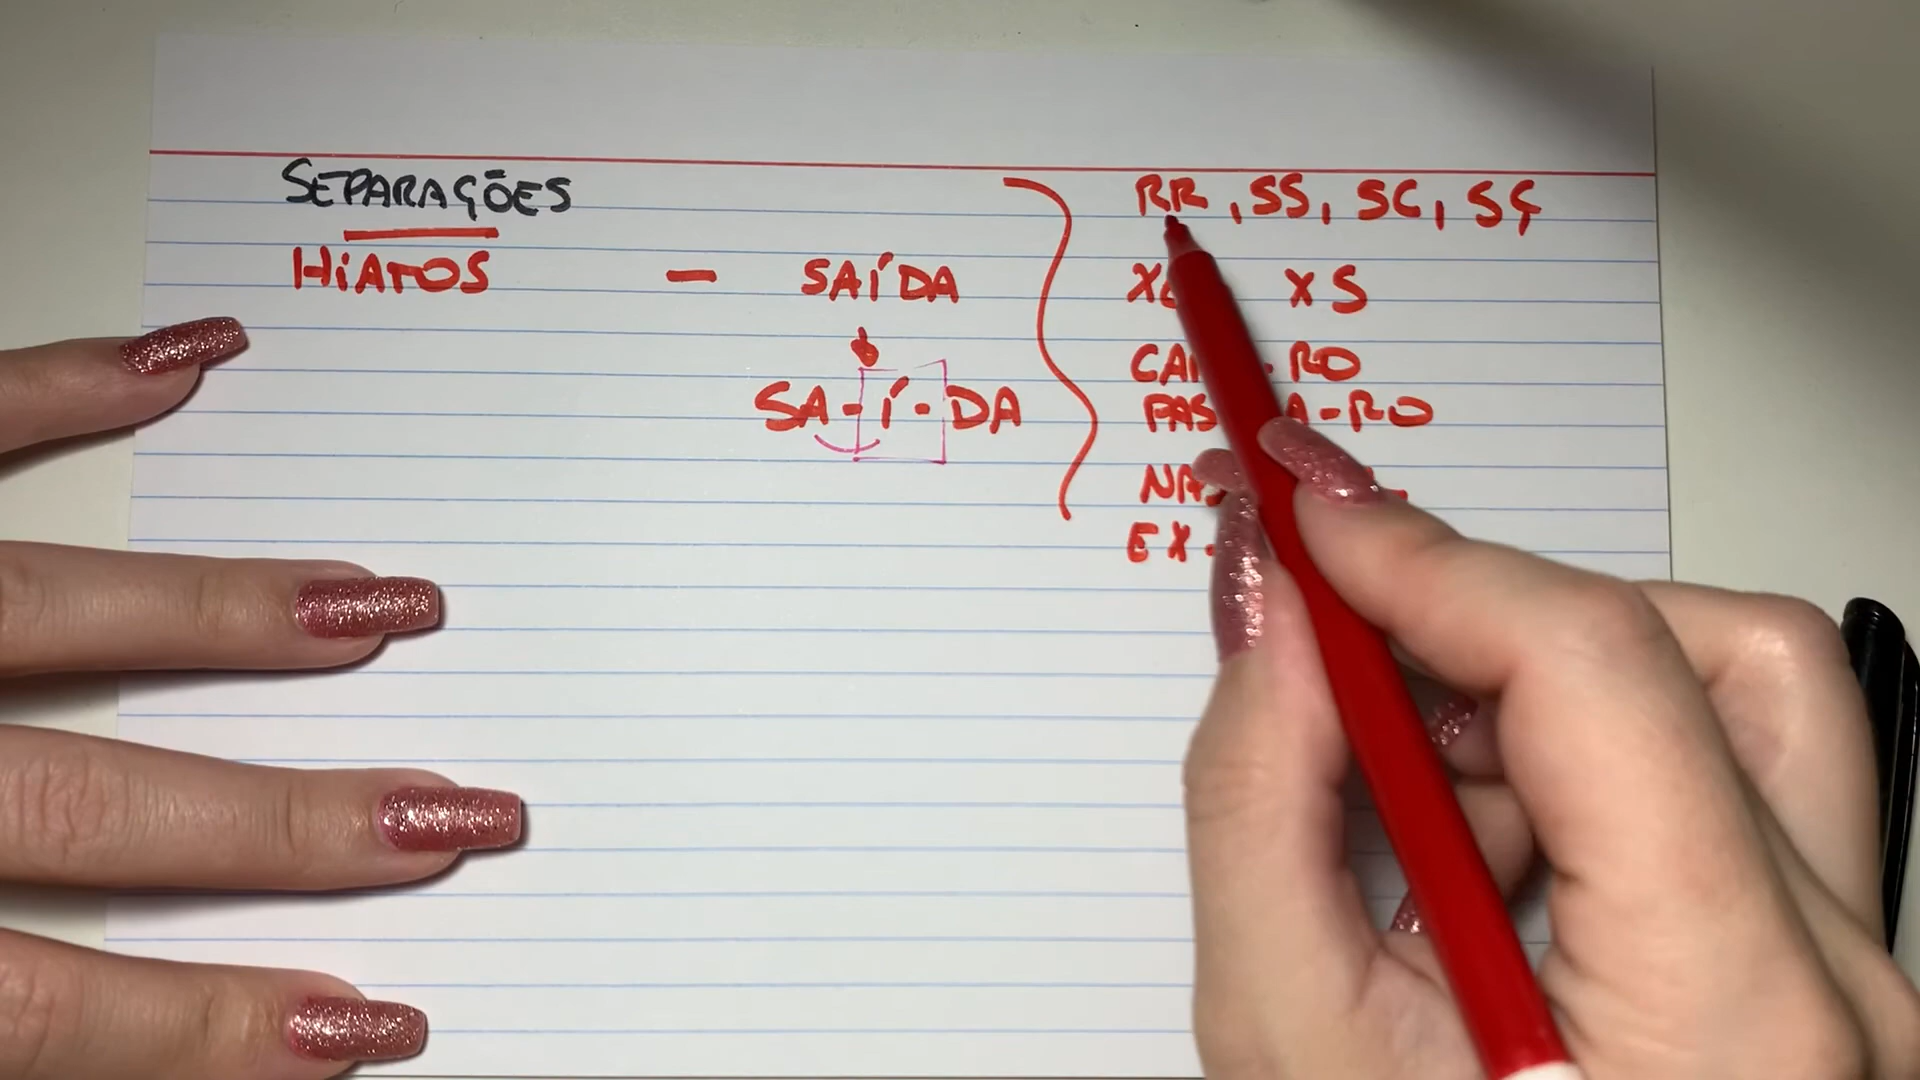 SEPARAÇÕES
HIATOS - SAÍDA
SA-Í-DA
RR, SS, SC, SÇ
XS
RO
A-RO
EX-